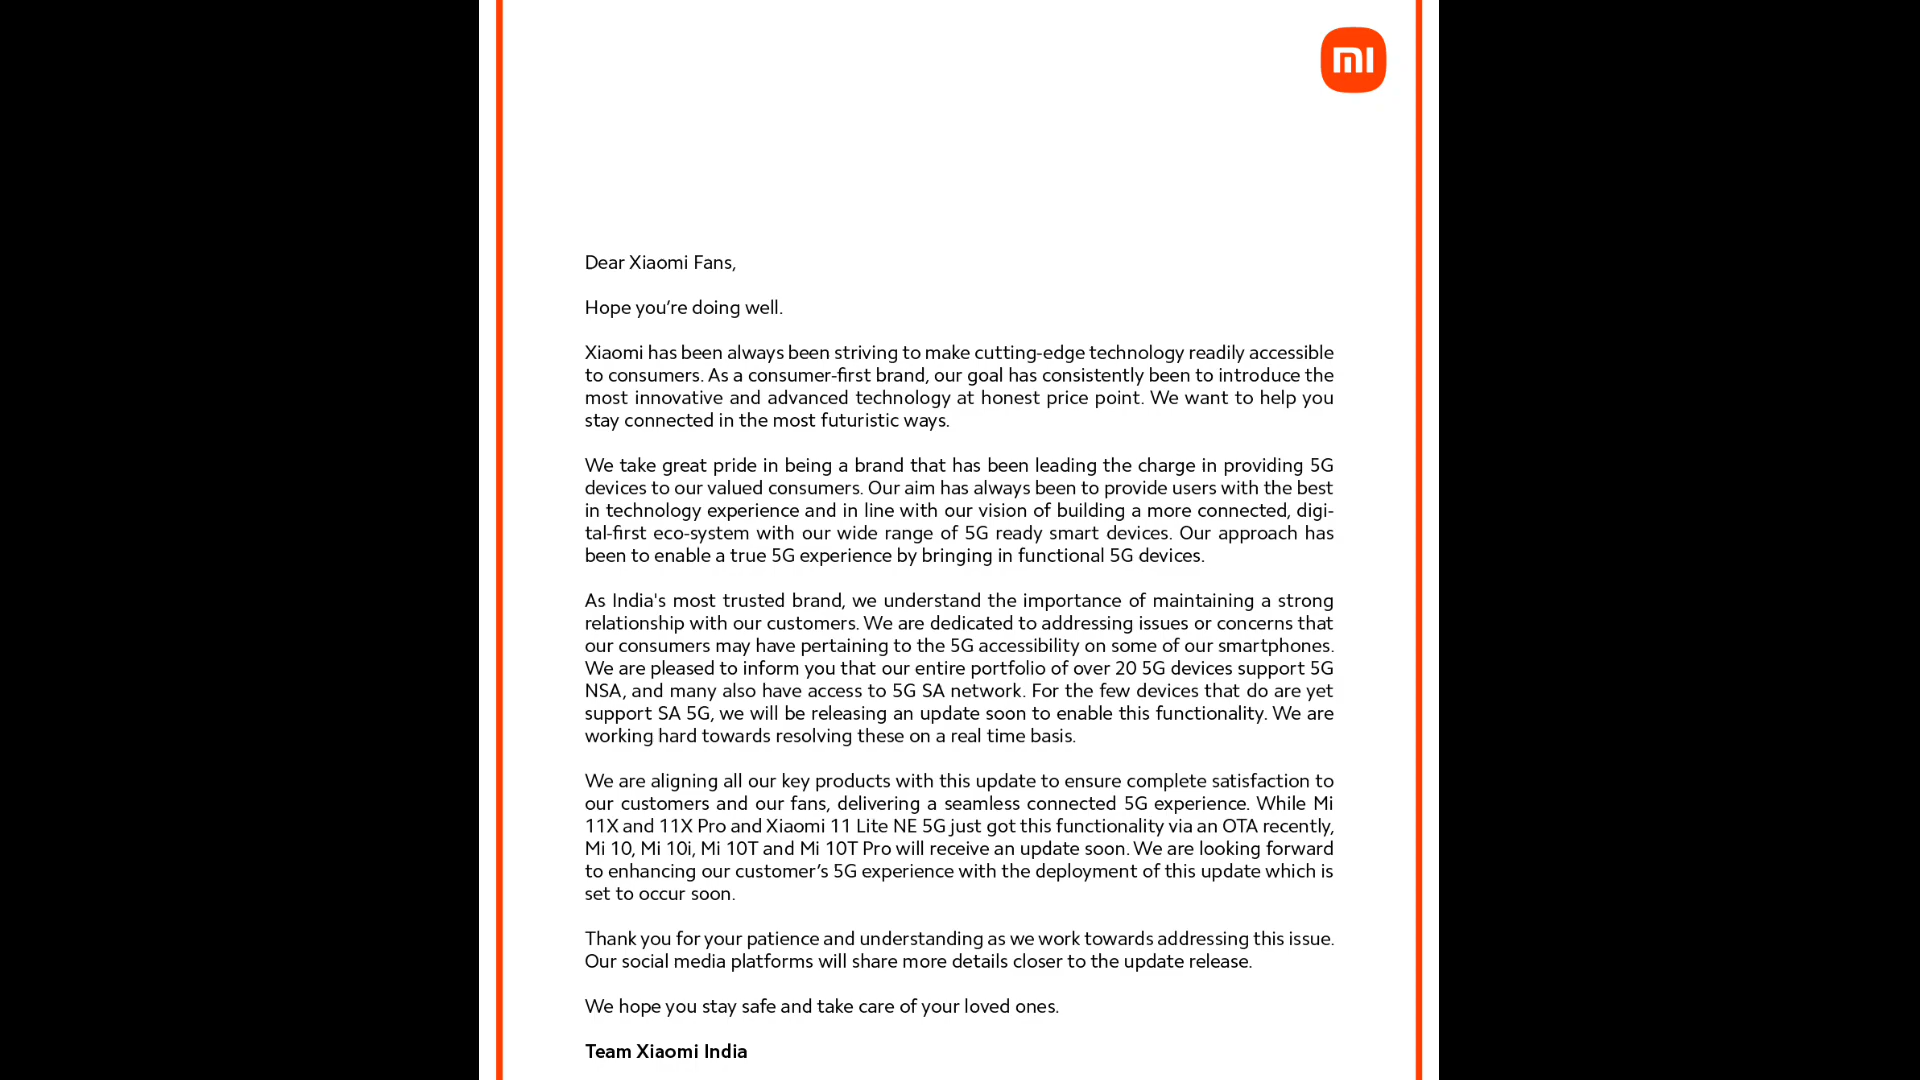 mi
Dear Xiaomi Fans,
Hope you’re doing well.
Xiaomi has been always been striving to make cutting-edge technology readily accessible
to consumers. As a consumer-first brand, our goal has consistently been to introduce the
most innovative and advanced technology at honest price point. We want to help you
stay connected in the most futuristic ways.
We take great pride in being a brand that has been leading the charge in providing 5G
devices to our valued consumers. Our aim has always been to provide users with the best
in technology experience and in line with our vision of building a more connected, digi-
tal-first eco-system with our wide range of 5G ready smart devices. Our approach has
been to enable a true 5G experience by bringing in functional 5G devices.
As India's most trusted brand, we understand the importance of maintaining a strong
relationship with our customers. We are dedicated to addressing issues or concerns that
our consumers may have pertaining to the 5G accessibility on some of our smartphones.
We are pleased to inform you that our entire portfolio of over 20 5G devices support 5G
NSA, and many also have access to 5G SA network. For the few devices that do are yet
support SA 5G, we will be releasing an update soon to enable this functionality. We are
working hard towards resolving these on a real time basis.
We are aligning all our key products with this update to ensure complete satisfaction to
our customers and our fans, delivering a seamless connected 5G experience. While Mi
11X and 11X Pro and Xiaomi 11 Lite NE 5G just got this functionality via an OTA recently,
Mi 10, Mi 10i, Mi 10T and Mi 10T Pro will receive an update soon. We are looking forward
to enhancing our customer’s 5G experience with the deployment of this update which is
set to occur soon.
Thank you for your patience and understanding as we work towards addressing this issue.
Our social media platforms will share more details closer to the update release.
We hope you stay safe and take care of your loved ones.
Team Xiaomi India